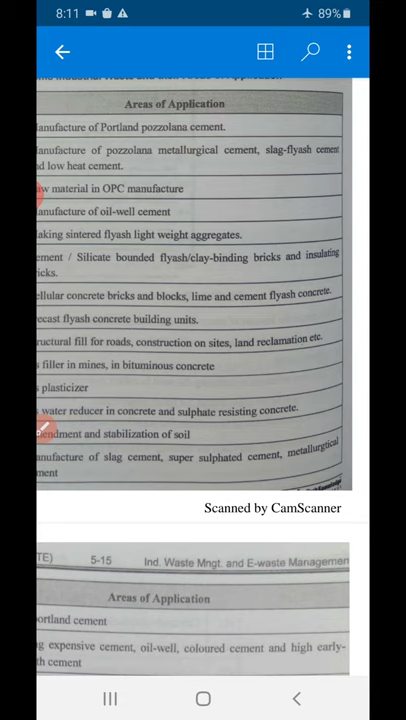 8:11 89%
Areas of Application
anufacture of Portland pozzolana cement.
anufacture of pozzolana metallurgical cement, slag-flyash cement
d low heat cement.
w material in OPC manufacture
anufacture of oil-well cement
aking sintered flyash light weight aggregates.
ement / Silicate bounded flyash/clay-binding bricks and insulating
icks.
ellular concrete bricks and blocks, lime and cement flyash concrete.
ecast flyash concrete building units.
ructural fill for roads, construction on sites, land reclamation etc.
s filler in mines, in bituminous concrete
s plasticizer
s water reducer in concrete and sulphate resisting concrete.
endment and stabilization of soil
anufacture of slag cement, super sulphated cement, metallurgtical
ment
Scanned by CamScanner
TE) 5-15 Ind. Waste Mngt. and E-waste Managemen
Areas of Application
ortland cement
g expensive cement, oil-well, coloured cement and high early-
th cement